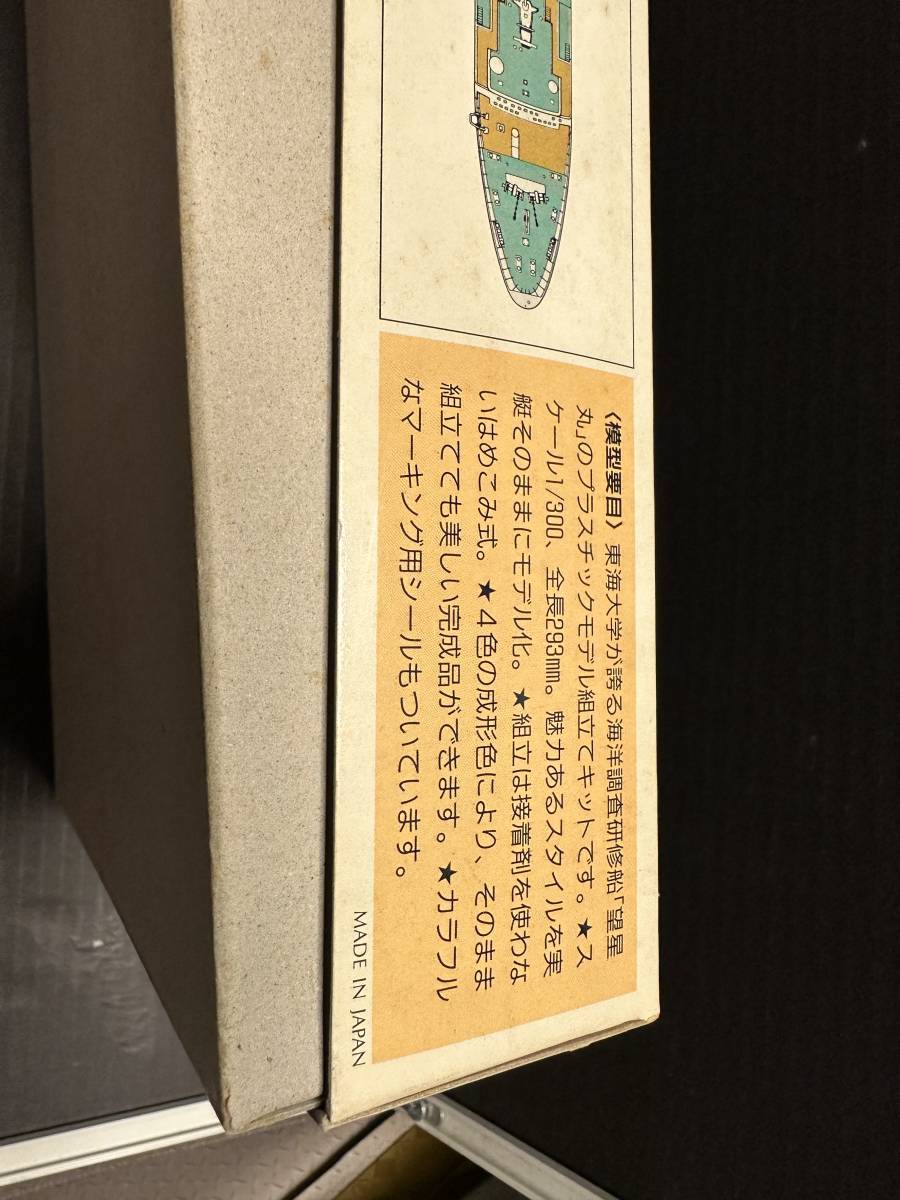 〈模型要目〉東海大学が誇る海洋調査研修船「望星
丸」のプラスチックモデル組立てキットです。★ス
ケール1/300、全長293mm。魅力あるスタイルを実
艇そのままにモデル化。★組立は接着剤を使わな
いはめこみ式。★4色の成形色により、そのまま
組立てても美しい完成品ができます。★カラフル
なマーキング用シールもついています。
MADE IN JAPAN